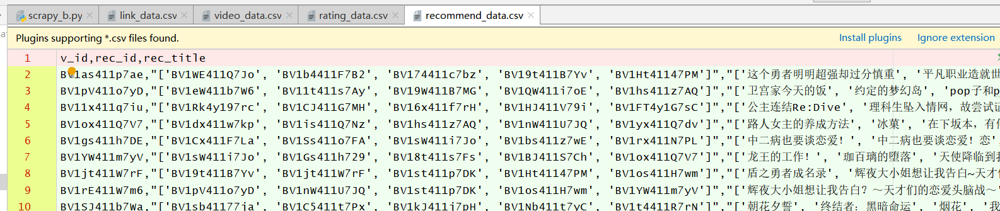 scrapy_b.py × link_data.csv × video_data.csv × rating_data.csv × recommend_data.csv ×
Plugins supporting *.csv files found. Install plugins Ignore extension
1 v_id,rec_id,rec_title
2 BV1as411p7ae,"['BV1WE411Q7Jo', 'BV1b4411F7B2', 'BV174411c7bz', 'BV19t411B7Yv', 'BV1Ht41147PM']","['这个勇者明明超强却过分慎重', '平凡职业造就世
3 BV1pV411o7yD,"['BV1eW411b7W6', 'BV11t411s7Ay', 'BV19W411B7MG', 'BV1QW411i7oE', 'BV1hs411z7AQ']","['卫宫家今天的饭', '约定的梦幻岛', 'pop子和p
4 BV11x411q7iu,"['BV1Rk4y197rc', 'BV1CJ411G7MH', 'BV16x411f7rH', 'BV1HJ411V79i', 'BV1FT4y1G7sC']","['公主连结Re:Dive', '理科生坠入情网，故尝试证
5 BV1ox411Q7V7,"['BV1dx411w7kp', 'BV1is411Q7Nz', 'BV1hs411z7AQ', 'BV1nW411U7JQ', 'BV1yx411Q7dv']","['路人女主的养成方法', '冰菓', '在下坂本，有何
6 BV1gs411h7DE,"['BV1Cx411F7La', 'BV1Ss411o7FA', 'BV1sW411i7Jo', 'BV1bs411z7wE', 'BV1rx411N7PL']","['中二病也要谈恋爱！', '中二病也要谈恋爱！恋',
7 BV1YW411m7yV,"['BV1sW411i7Jo', 'BV1Gs411h729', 'BV18t411s7Fs', 'BV1BJ411S7Ch', 'BV1ox411Q7V7']","['龙王的工作！', '珈百璃的堕落', '天使降临到我
8 BV1jt411W7rF,"['BV19t411B7Yv', 'BV1jt411W7rF', 'BV1st411p7DK', 'BV1Ht41147PM', 'BV1os411H7wm']","['盾之勇者成名录', '辉夜大小姐想让我告白~天才们
9 BV1rE411W7m6,"['BV1pV411o7yD', 'BV1nW411U7JQ', 'BV1st411p7DK', 'BV1os411H7wm', 'BV1YW411m7yV']","['辉夜大小姐想让我告白？～天才们的恋爱头脑战～'
10 BV1SJ411b7Wa,"['BV1sb41177ja', 'BV1C5411t7Px', 'BV1kJ411j7pH', 'BV1Nb411t7yC', 'BV1t4411R7rN']","['朝花夕誓', '终结者：黑暗命运', '烟花', '我